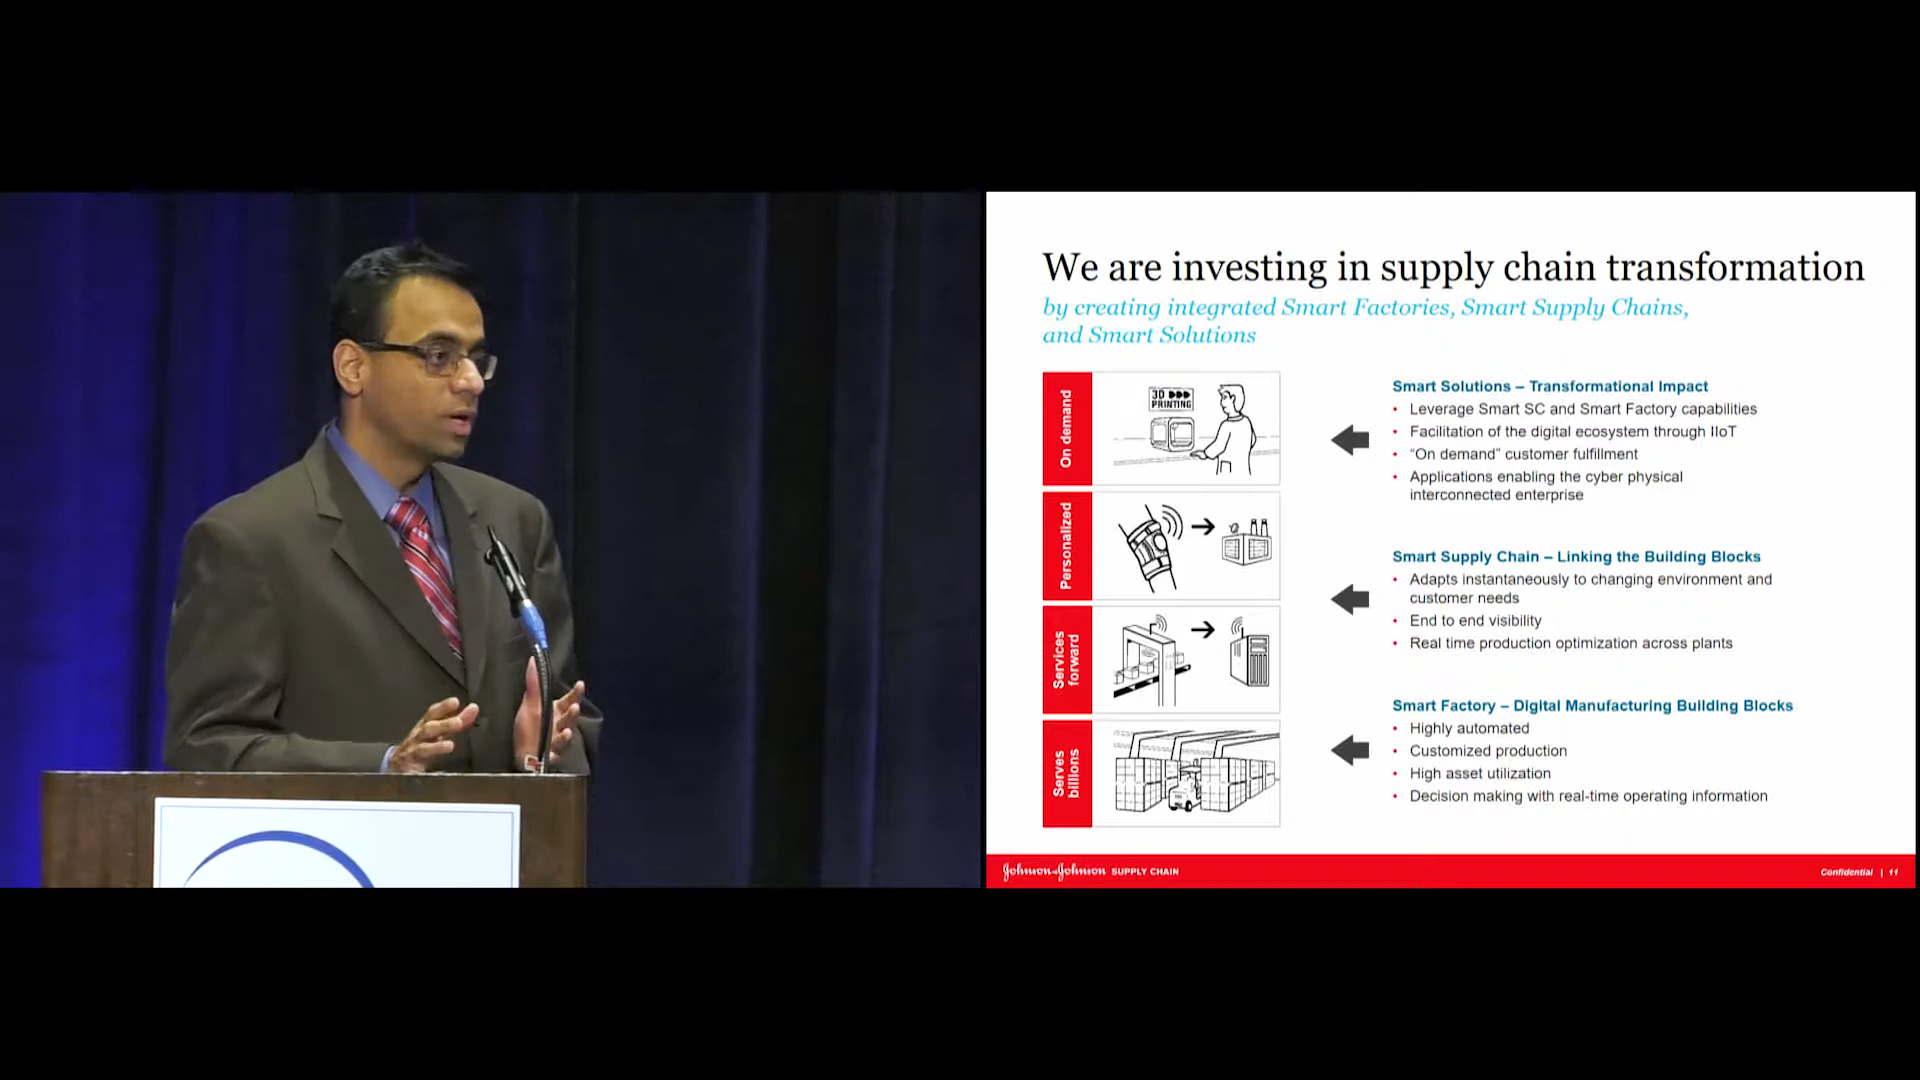 We are investing in supply chain transformation
by creating integrated Smart Factories, Smart Supply Chains,
and Smart Solutions
On demand
3D
PRINTING
Personalized
Services
forward
Serves
billions
Smart Solutions – Transformational Impact
• Leverage Smart SC and Smart Factory capabilities
• Facilitation of the digital ecosystem through IIoT
• “On demand” customer fulfillment
• Applications enabling the cyber physical
interconnected enterprise
Smart Supply Chain – Linking the Building Blocks
• Adapts instantaneously to changing environment and
customer needs
• End to end visibility
• Real time production optimization across plants
Smart Factory – Digital Manufacturing Building Blocks
• Highly automated
• Customized production
• High asset utilization
• Decision making with real-time operating information
Johnson & Johnson SUPPLY CHAIN
Confidential | 11